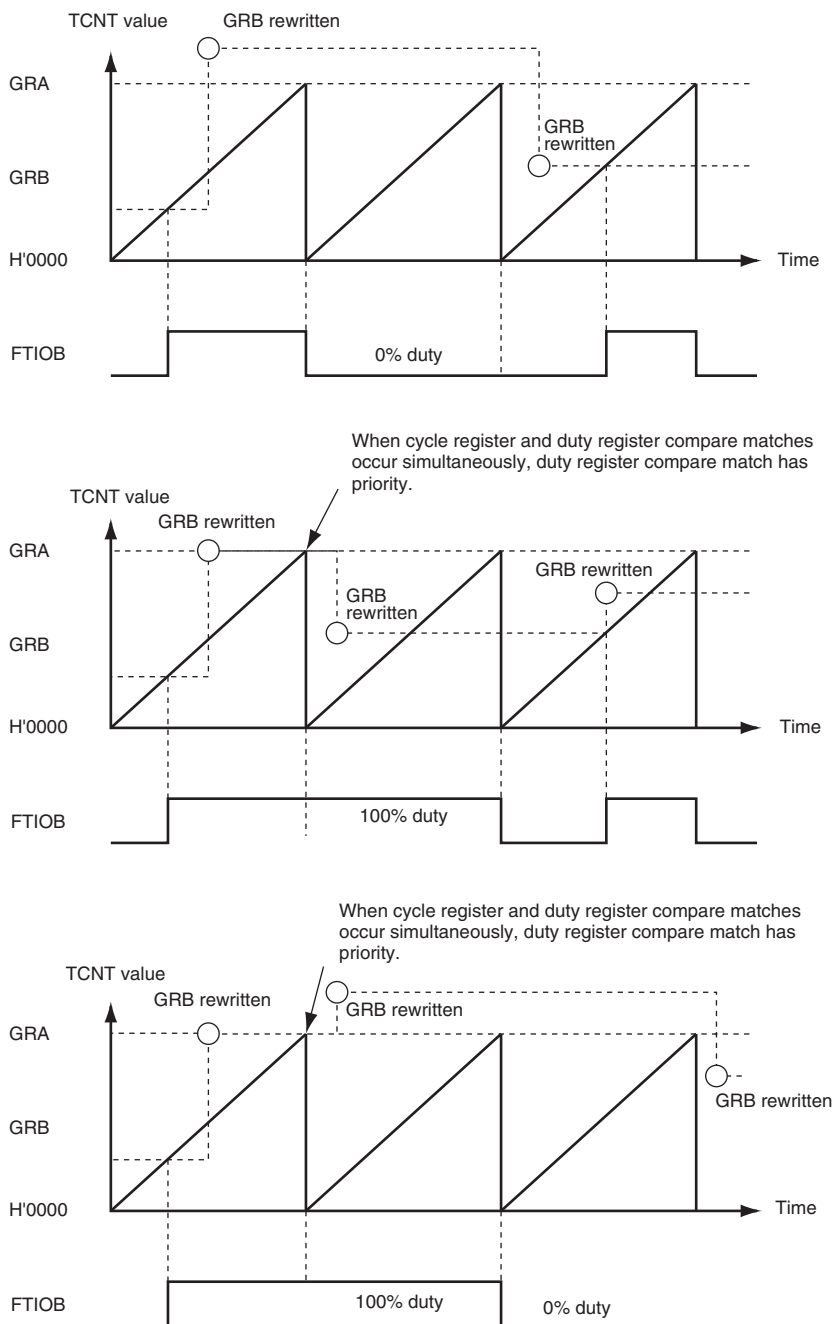 TCNT value
GRB rewritten
GRA
GRB
rewritten
GRB
H'0000
Time
FTIOB
0% duty
When cycle register and duty register compare matches
occur simultaneously, duty register compare match has
priority.
TCNT value
GRB rewritten
GRA
GRB rewritten
GRB
rewritten
GRB
H'0000
Time
FTIOB
100% duty
When cycle register and duty register compare matches
occur simultaneously, duty register compare match has
priority.
TCNT value
GRB rewritten
GRB rewritten
GRA
GRB rewritten
GRB
H'0000
Time
FTIOB
100% duty
0% duty